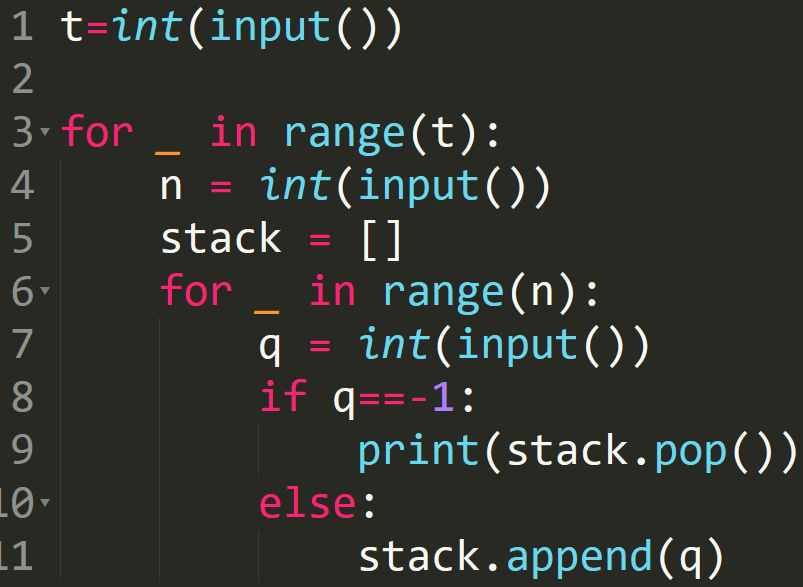 1 t=int(input())
2
3 for _ in range(t):
4     n = int(input())
5     stack = []
6     for _ in range(n):
7         q = int(input())
8         if q==-1:
9             print(stack.pop())
10         else:
11             stack.append(q)